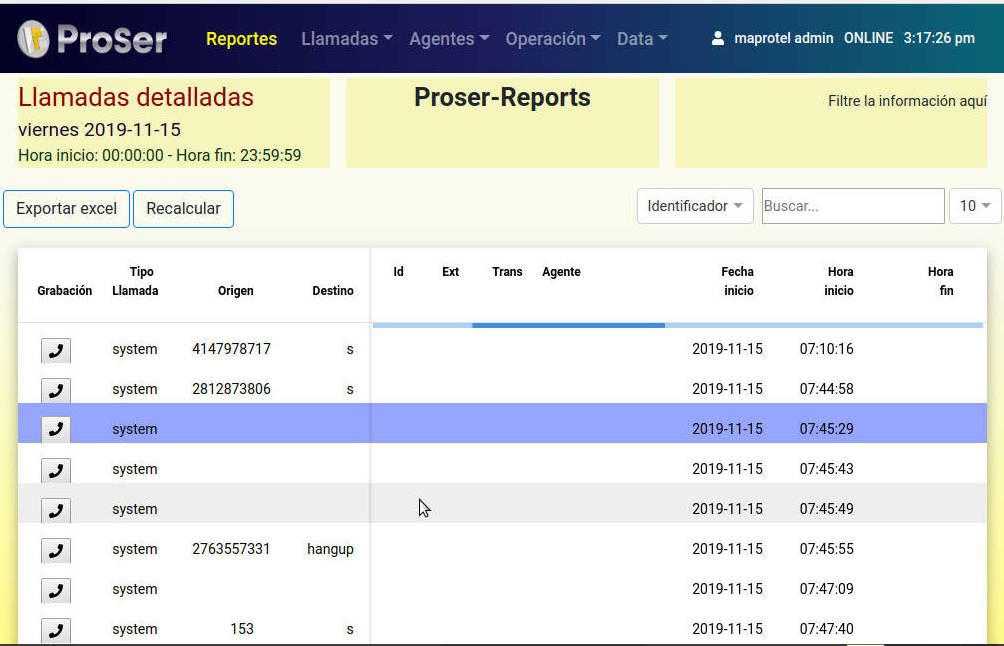 ProSer Reportes Llamadas Agentes Operación Data maprotel admin ONLINE 3:17:26 pm
Llamadas detalladas
Proser-Reports
Filtre la información aquí
viernes 2019-11-15
Hora inicio: 00:00:00 - Hora fin: 23:59:59
Exportar excel Recalcular Identificador Buscar... 10
Tipo Id Ext Trans Agente Fecha Hora Hora
Grabación Llamada Origen Destino inicio inicio fin
system 4147978717 s 2019-11-15 07:10:16
system 2812873806 s 2019-11-15 07:44:58
system 2019-11-15 07:45:29
system 2019-11-15 07:45:43
system 2019-11-15 07:45:49
system 2763557331 hangup 2019-11-15 07:45:55
system 2019-11-15 07:47:09
system 153 s 2019-11-15 07:47:40